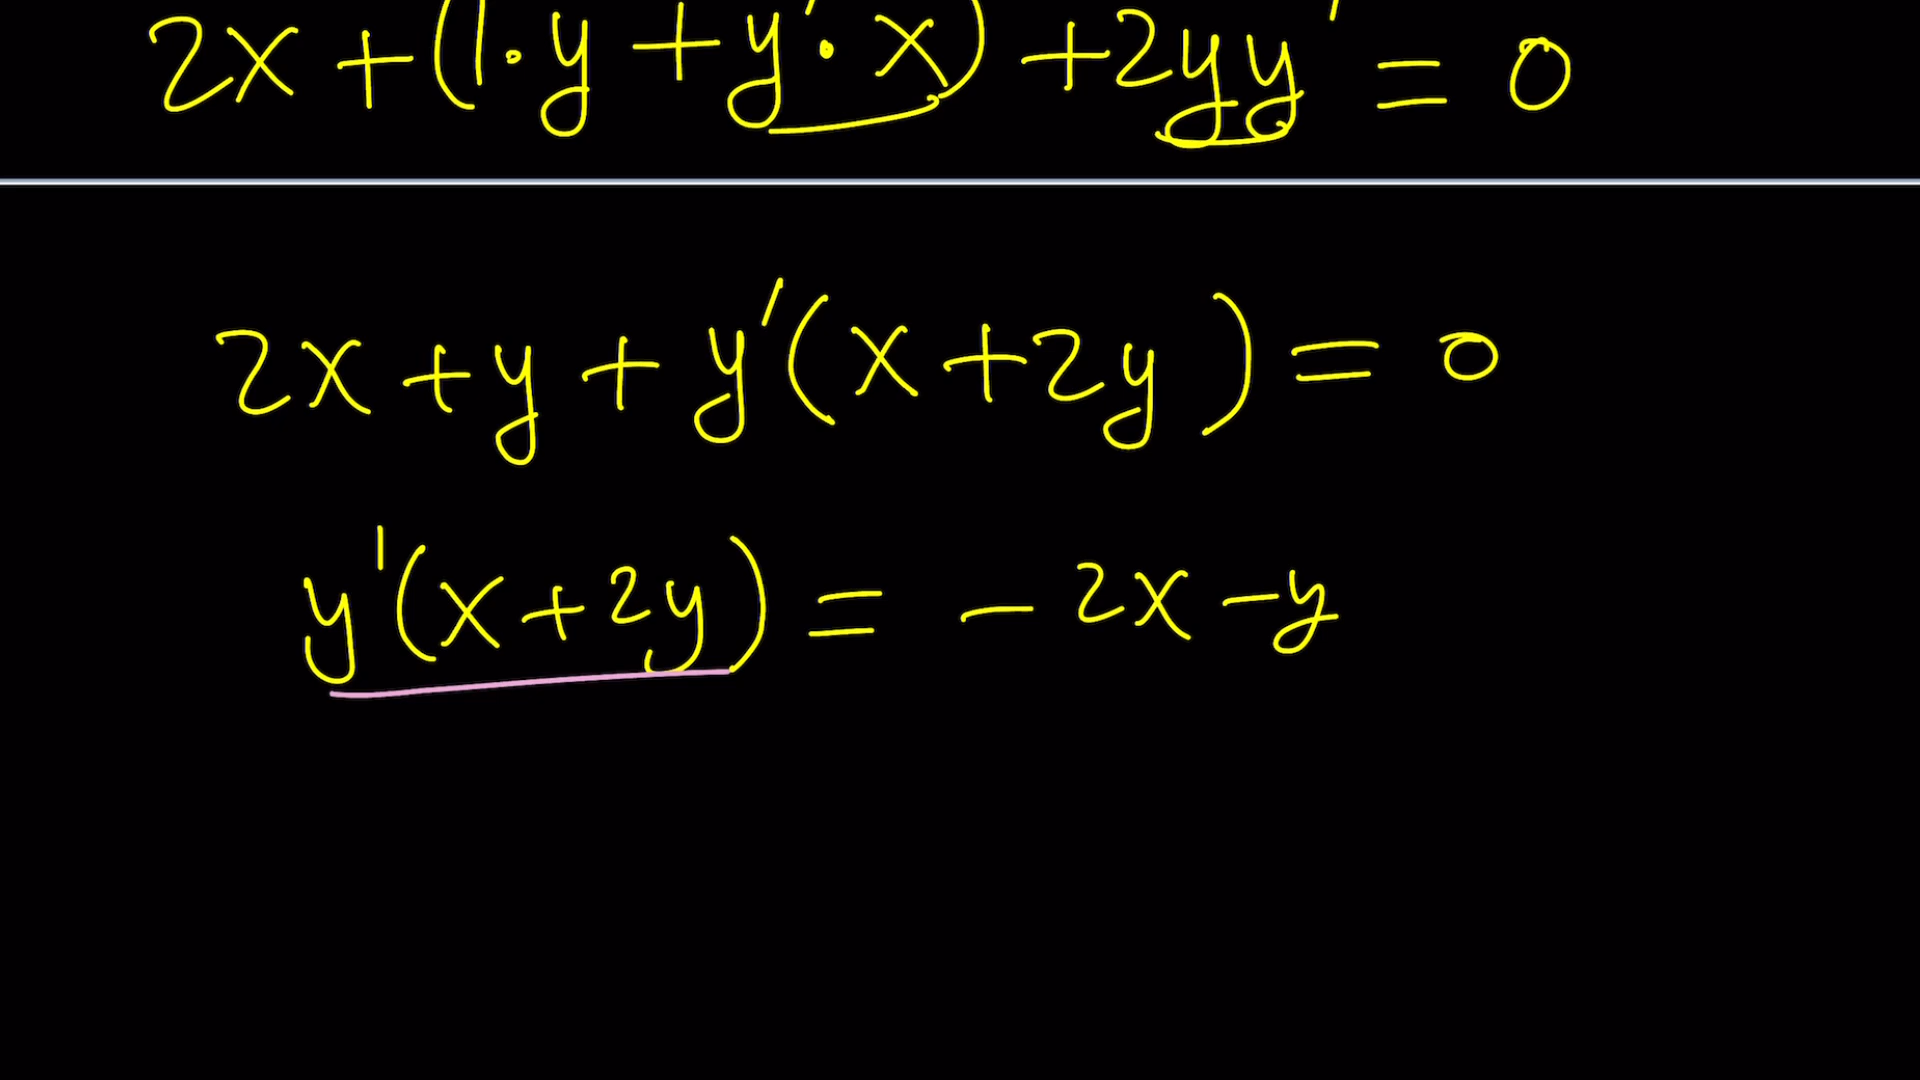 2x + (1·y + y'·x) + 2yy' = 0
2x + y + y'(x + 2y) = 0
y'(x + 2y) = - 2x - y